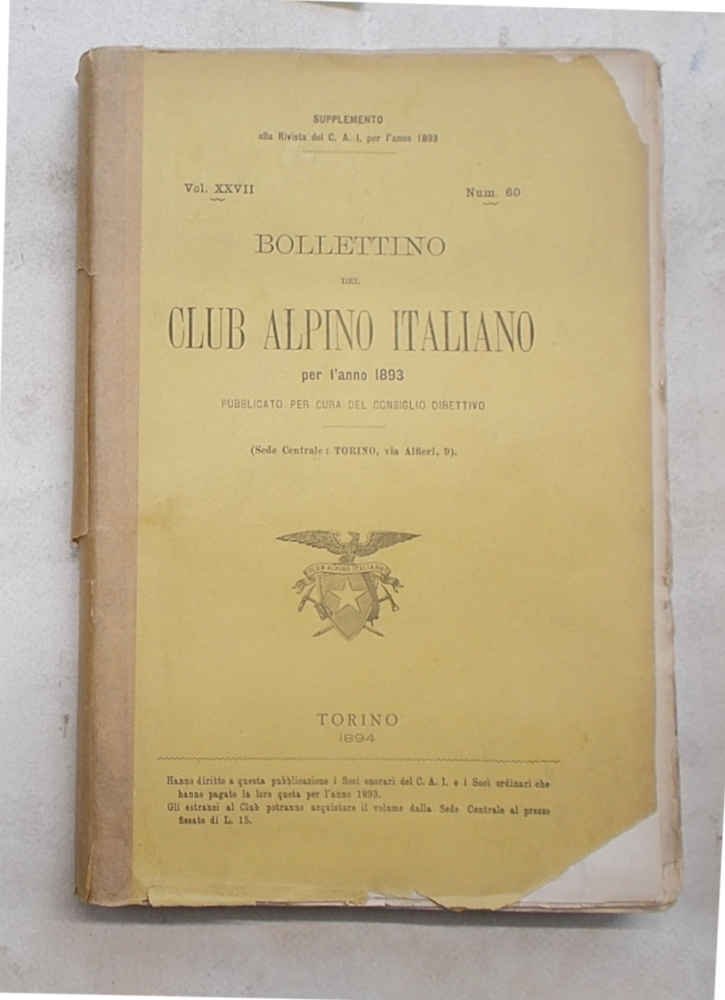 SUPPLEMENTO
alla Rivista del C. A. I. per l'anno 1893
Vol. XXVII
Num. 60
BOLLETTINO
DEL
CLUB ALPINO ITALIANO
per l'anno 1893
PUBBLICATO PER CURA DEL CONSIGLIO DIRETTIVO
(Sede Centrale: TORINO, via Alfieri, 9).
CLUB ALPINO ITALIANO
TORINO
1894
Hanno diritto a questa pubblicazione i Soci onorari del C. A. I. e i Soci ordinari che
hanno pagato la loro quota per l'anno 1893.
Gli estranei al Club potranno acquistare il volume dalla Sede Centrale al prezzo
fissato di L. 15.